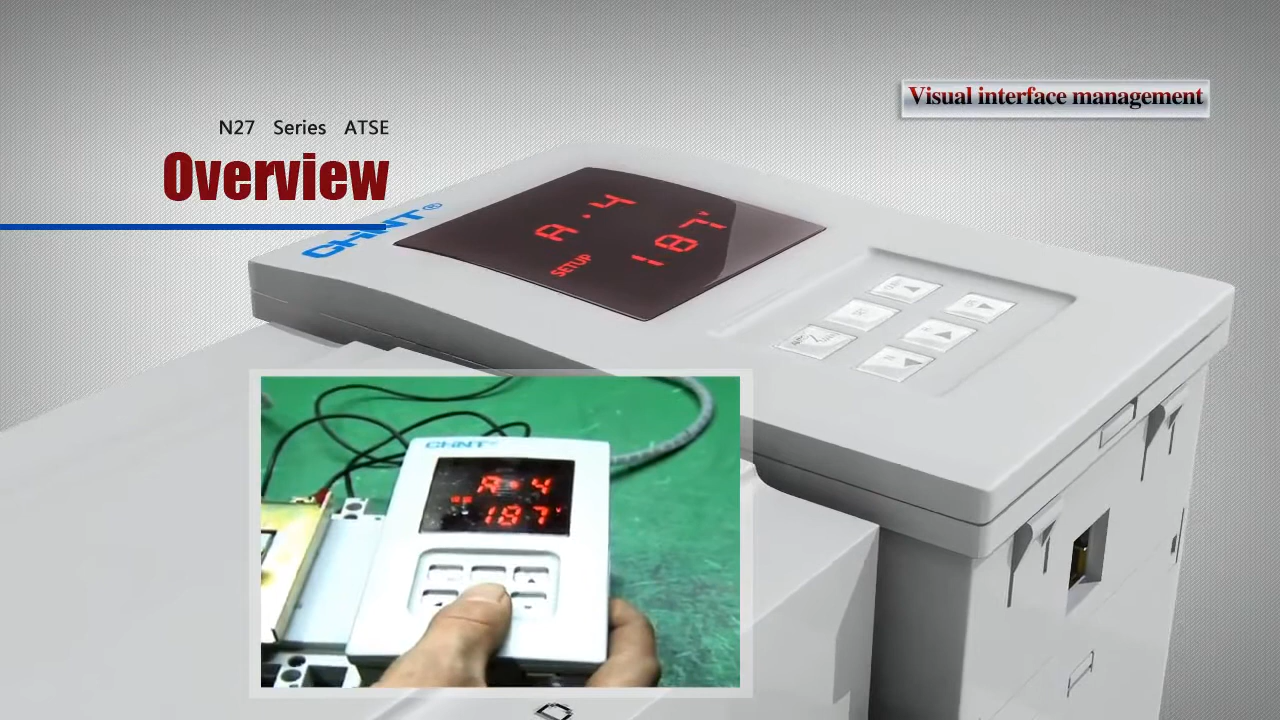 N27 Series ATSE
Overview
Visual interface management
CHNT®
A.4
187
SETUP
CHNT
A.4
187